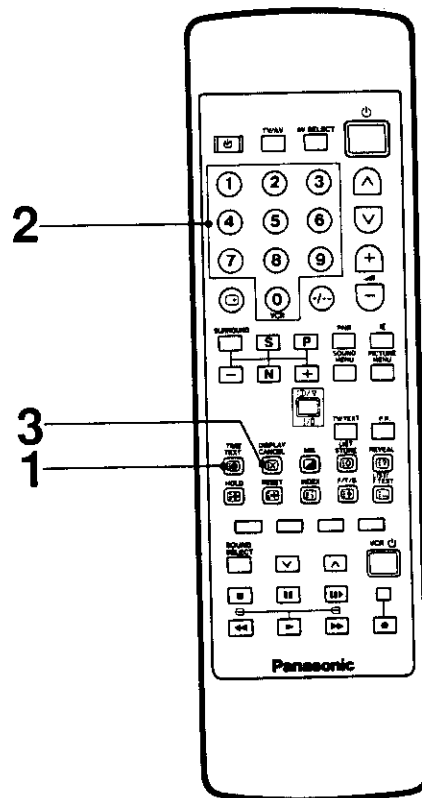 TV/AV AV SELECT
1 2 3
2
4 5 6
7 8 9
0 -/--
VCR
+
−
SURROUND S P
SOUND MENU PICTURE MENU
− N +
TV/TEXT F.P.
3
1
TIME TEXT DISPLAY CANCEL MIX LIST STORE REVEAL
HOLD RESET INDEX F/T/B
SOUND SELECT VCR
Panasonic